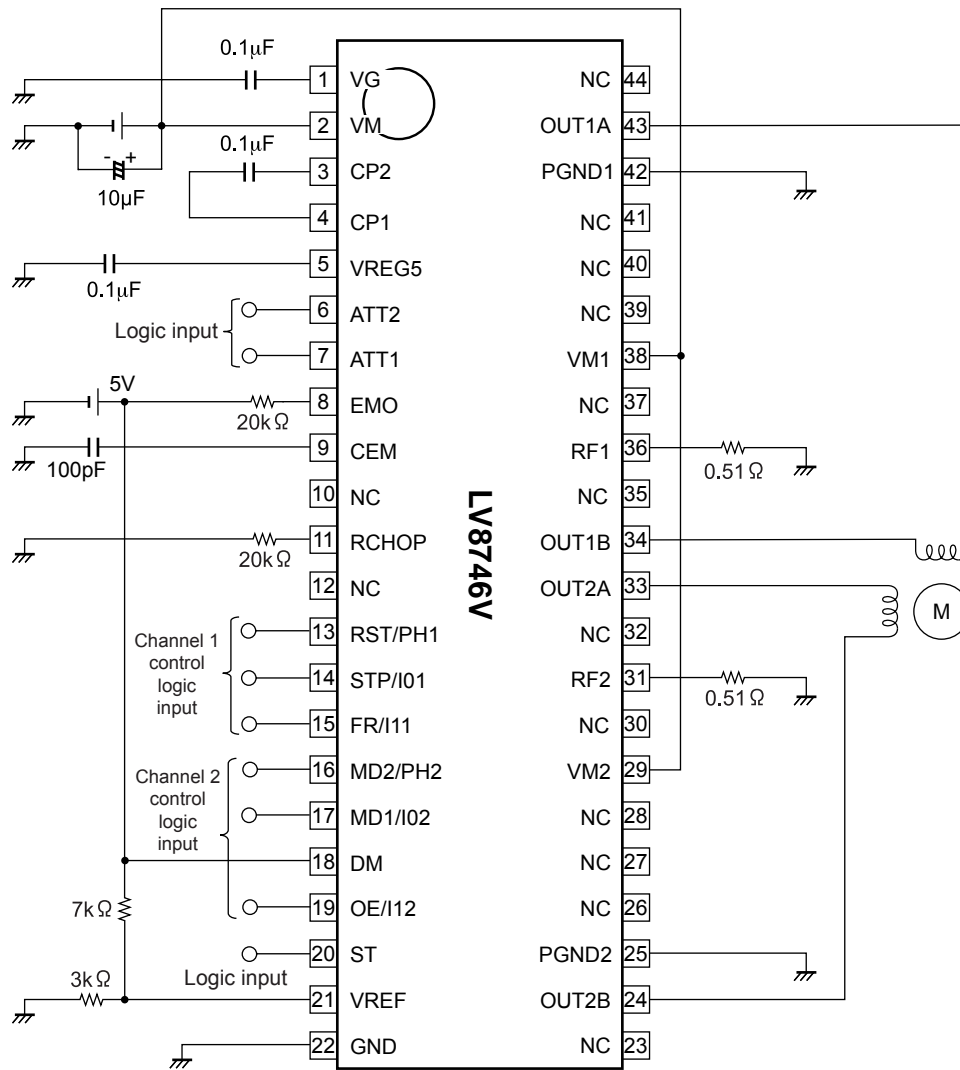 0.1µF
1 VG
NC 44
2 VM
OUT1A 43
- +
10µF
0.1µF
3 CP2
PGND1 42
4 CP1
NC 41
5 VREG5
NC 40
0.1µF
6 ATT2
NC 39
Logic input
7 ATT1
VM1 38
5V
8 EMO
NC 37
20kΩ
9 CEM
RF1 36
100pF
0.51Ω
10 NC
NC 35
LV8746V
11 RCHOP
OUT1B 34
20kΩ
12 NC
OUT2A 33
M
Channel 1
control
logic
input
13 RST/PH1
NC 32
14 STP/I01
RF2 31
0.51Ω
15 FR/I11
NC 30
Channel 2
control
logic
input
16 MD2/PH2
VM2 29
17 MD1/I02
NC 28
18 DM
NC 27
7kΩ
19 OE/I12
NC 26
20 ST
PGND2 25
Logic input
3kΩ
21 VREF
OUT2B 24
22 GND
NC 23